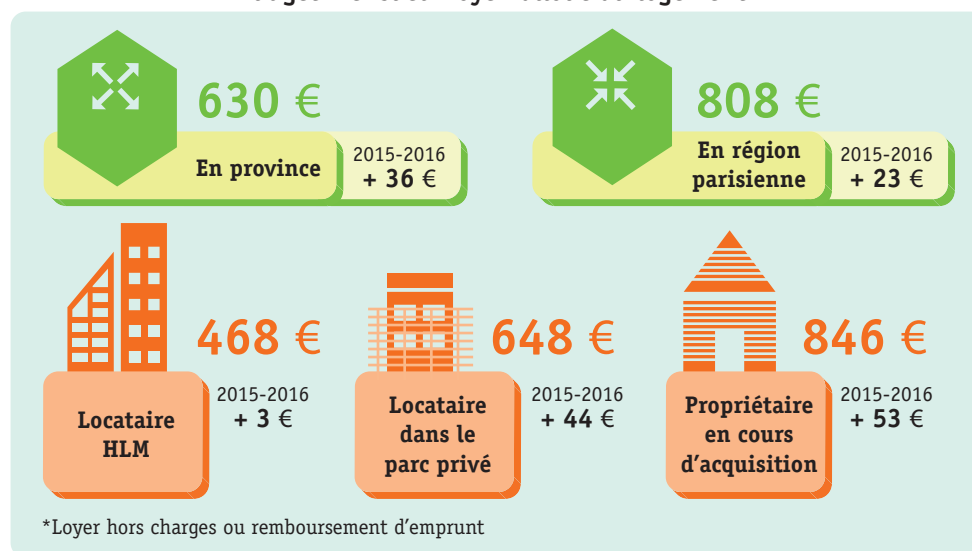 630 €
En province
2015-2016
+ 36 €
808 €
En région
parisienne
2015-2016
+ 23 €
468 €
Locataire
HLM
2015-2016
+ 3 €
648 €
Locataire
dans le
parc privé
2015-2016
+ 44 €
846 €
Propriétaire
en cours
d’acquisition
2015-2016
+ 53 €
*Loyer hors charges ou remboursement d’emprunt